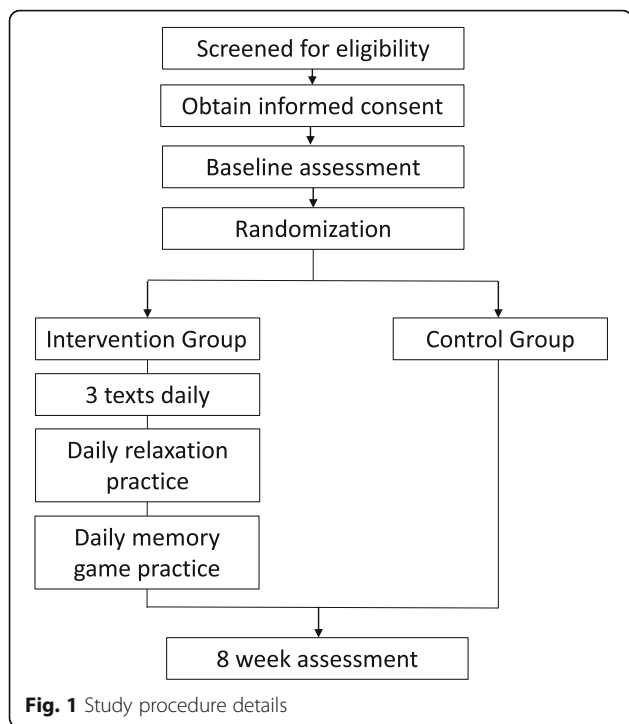 Screened for eligibility
Obtain informed consent
Baseline assessment
Randomization
Intervention Group
Control Group
3 texts daily
Daily relaxation
practice
Daily memory
game practice
8 week assessment
Fig. 1 Study procedure details